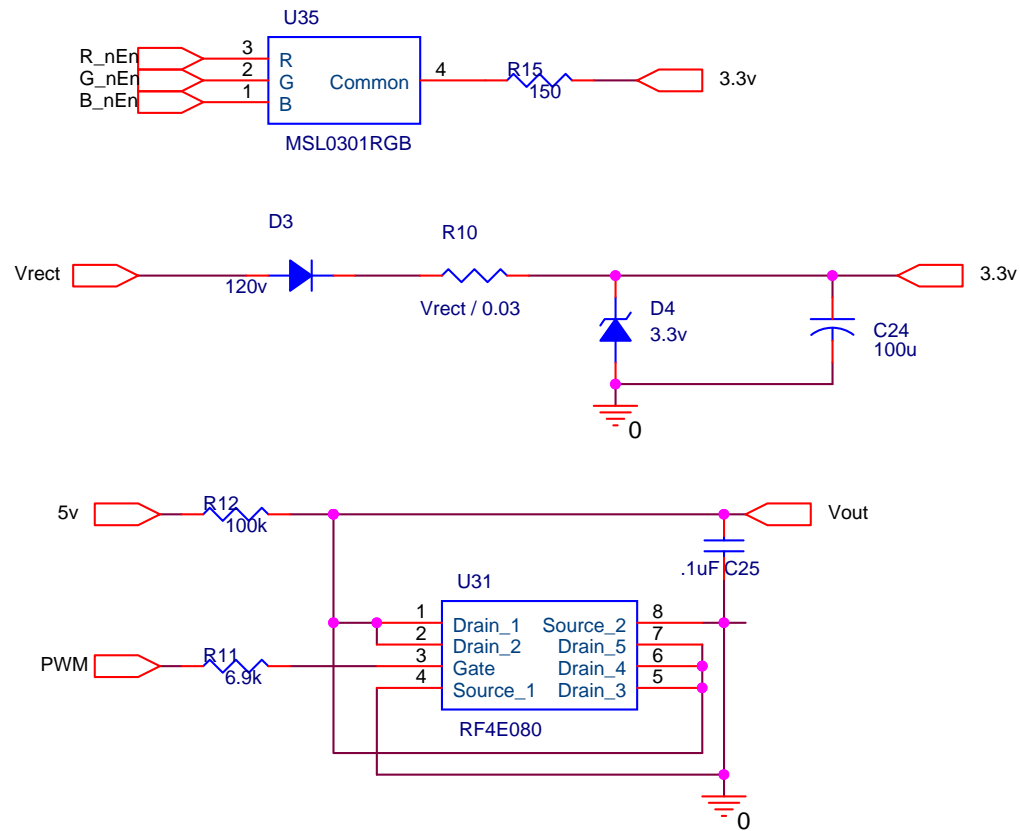 U35
R_nEn
G_nEn
B_nEn
3
2
1
R
G
B
Common
4
R15
150
3.3v
MSL0301RGB
D3
R10
Vrect
120v
Vrect / 0.03
D4
3.3v
C24
100u
3.3v
0
5v
R12
100k
Vout
.1uF C25
U31
1
2
3
4
Drain_1
Drain_2
Gate
Source_1
Source_2
Drain_5
Drain_4
Drain_3
8
7
6
5
PWM
R11
6.9k
RF4E080
0